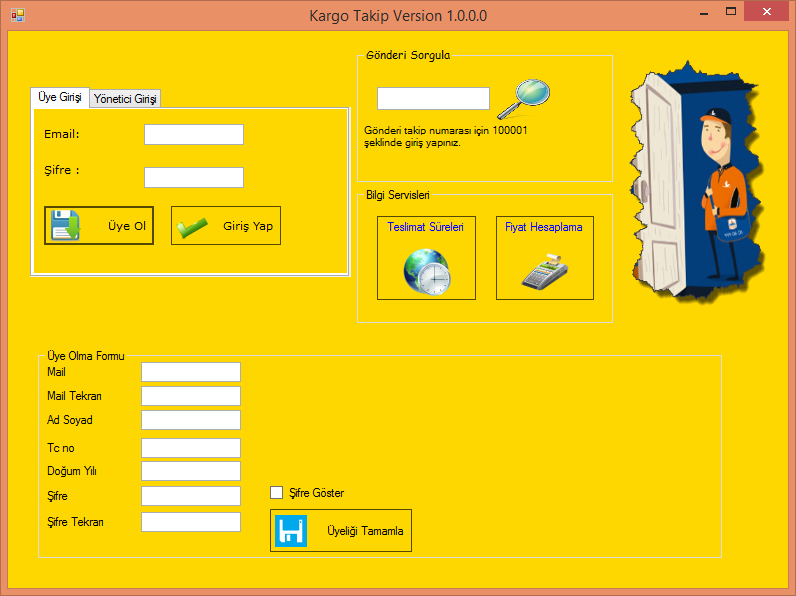 Kargo Takip Version 1.0.0.0
Üye Girişi
Yönetici Girişi
Email:
Şifre :
Üye Ol
Giriş Yap
Gönderi Sorgula
Gönderi takip numarası için 100001
şeklinde giriş yapınız.
Bilgi Servisleri
Teslimat Süreleri
Fiyat Hesaplama
Üye Olma Formu
Mail
Mail Tekrarı
Ad Soyad
Tc no
Doğum Yılı
Şifre
Şifre Tekrarı
Şifre Göster
Üyeliği Tamamla